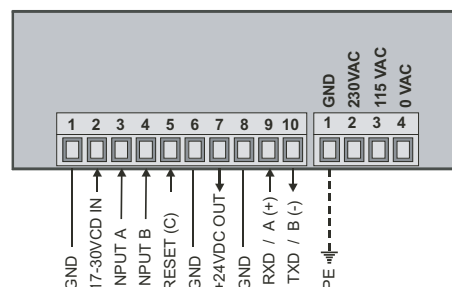 GND
230VAC
115 VAC
0 VAC
1 2 3 4 5 6 7 8 9 10
1 2 3 4
GND
17-30VCD IN
NPUT A
NPUT B
RESET (C)
GND
+24VDC OUT
GND
RXD / A (+)
TXD / B (-)
PE